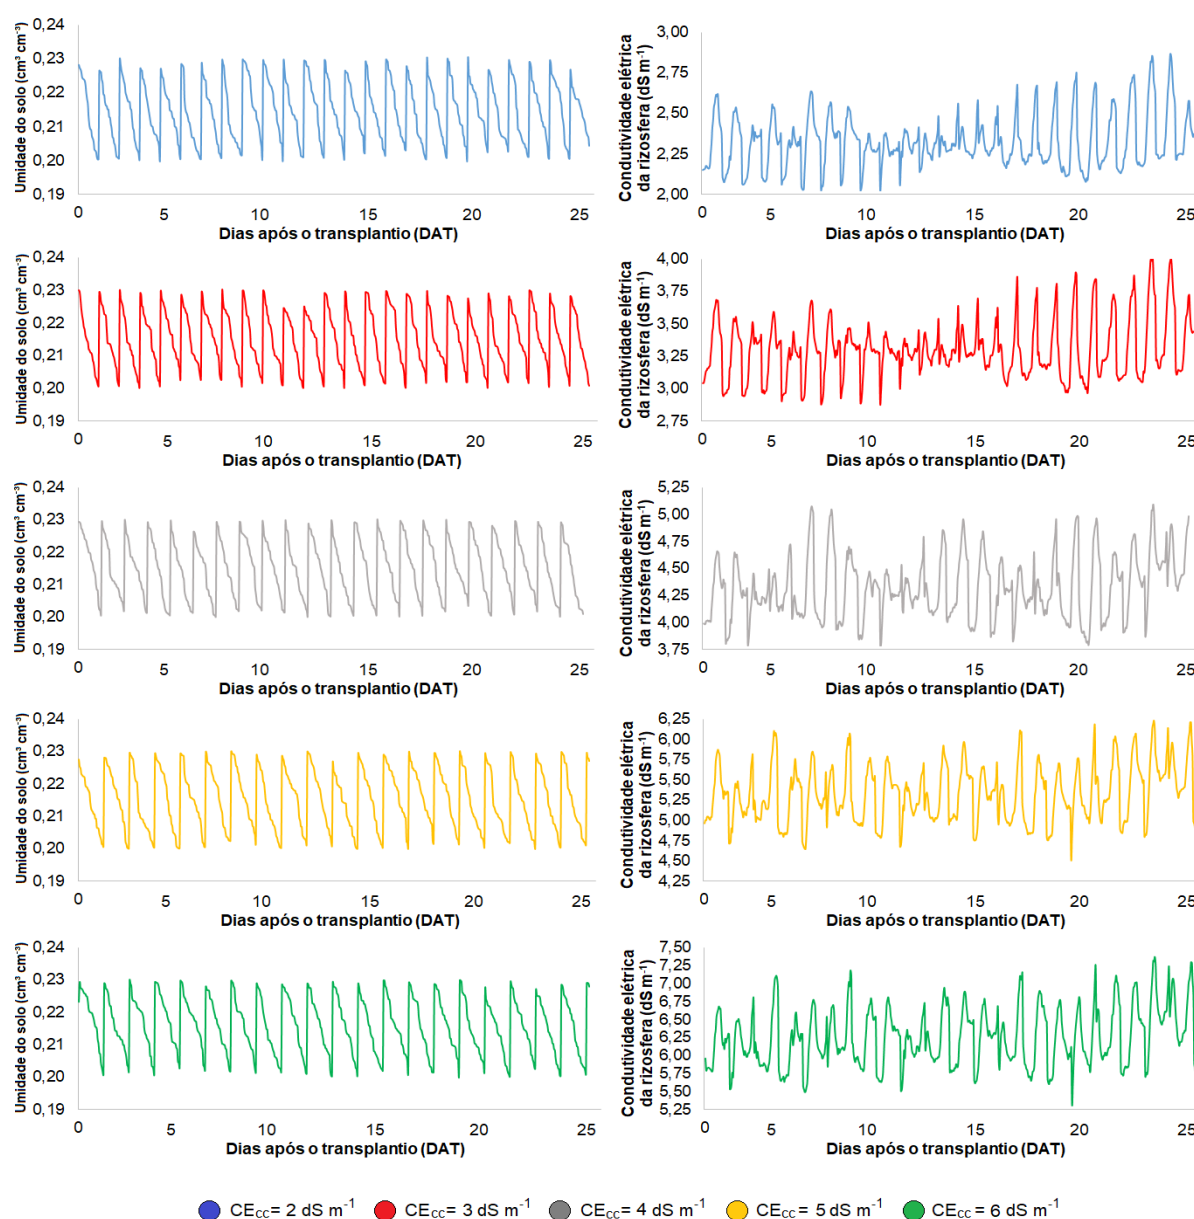 Umidade do solo (cm³ cm⁻³)
0,24
0,23
0,22
0,21
0,20
0,19
0 5 10 15 20 25
Dias após o transplantio (DAT)
Condutividade elétrica
da rizosfera (dS m⁻¹)
3,00
2,75
2,50
2,25
2,00
0 5 10 15 20 25
Dias após o transplantio (DAT)
Umidade do solo (cm³ cm⁻³)
0,24
0,23
0,22
0,21
0,20
0,19
0 5 10 15 20 25
Dias após o transplantio (DAT)
Condutividade elétrica
da rizosfera (dS m⁻¹)
4,00
3,75
3,50
3,25
3,00
2,75
0 5 10 15 20 25
Dias após o transplantio (DAT)
Umidade do solo (cm³ cm⁻³)
0,24
0,23
0,22
0,21
0,20
0,19
0 5 10 15 20 25
Dias após o transplantio (DAT)
Condutividade elétrica
da rizosfera (dS m⁻¹)
5,25
5,00
4,75
4,50
4,25
4,00
3,75
0 5 10 15 20 25
Dias após o transplantio (DAT)
Umidade do solo (cm³ cm⁻³)
0,24
0,23
0,22
0,21
0,20
0,19
0 5 10 15 20 25
Dias após o transplantio (DAT)
Condutividade elétrica
da rizosfera (dS m⁻¹)
6,25
6,00
5,75
5,50
5,25
5,00
4,75
4,50
4,25
0 5 10 15 20 25
Dias após o transplantio (DAT)
Umidade do solo (cm³ cm⁻³)
0,24
0,23
0,22
0,21
0,20
0,19
0 5 10 15 20 25
Dias após o transplantio (DAT)
Condutividade elétrica
da rizosfera (dS m⁻¹)
7,50
7,25
7,00
6,75
6,50
6,25
6,00
5,75
5,50
5,25
0 5 10 15 20 25
Dias após o transplantio (DAT)
CE_CC = 2 dS m⁻¹ CE_CC = 3 dS m⁻¹ CE_CC = 4 dS m⁻¹ CE_CC = 5 dS m⁻¹ CE_CC = 6 dS m⁻¹